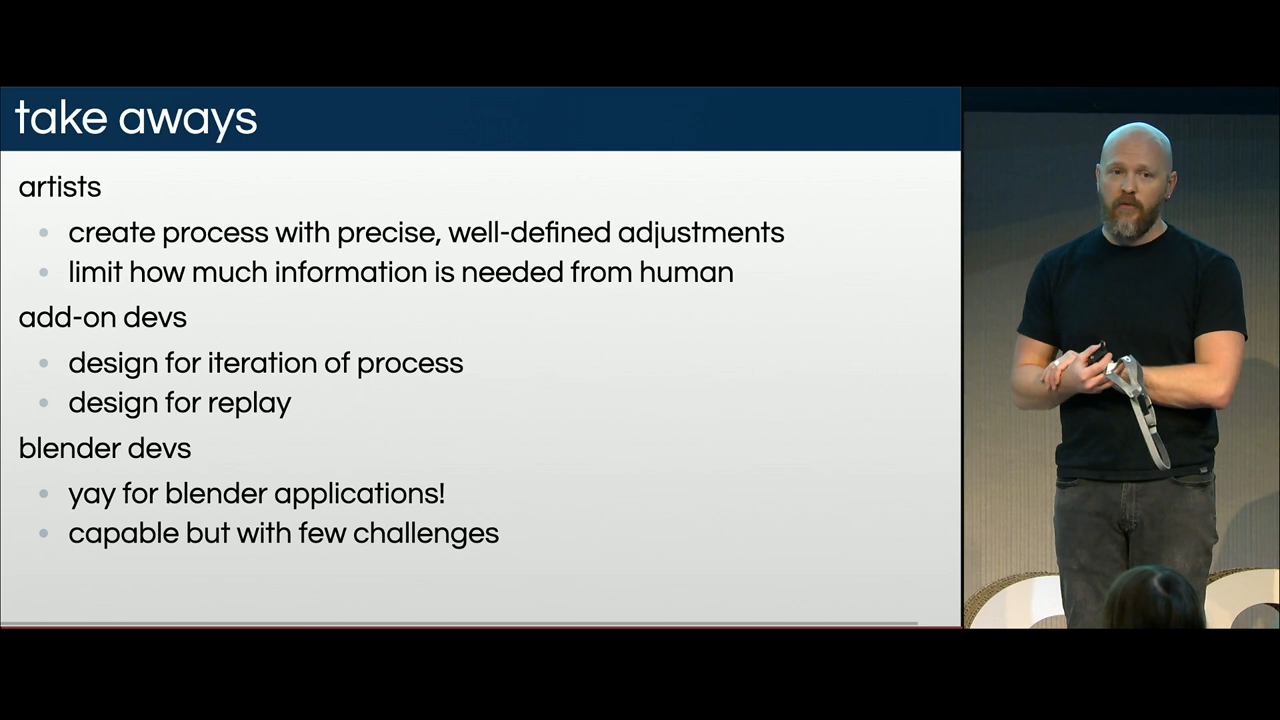 take aways
artists
create process with precise, well-defined adjustments
limit how much information is needed from human
add-on devs
design for iteration of process
design for replay
blender devs
yay for blender applications!
capable but with few challenges